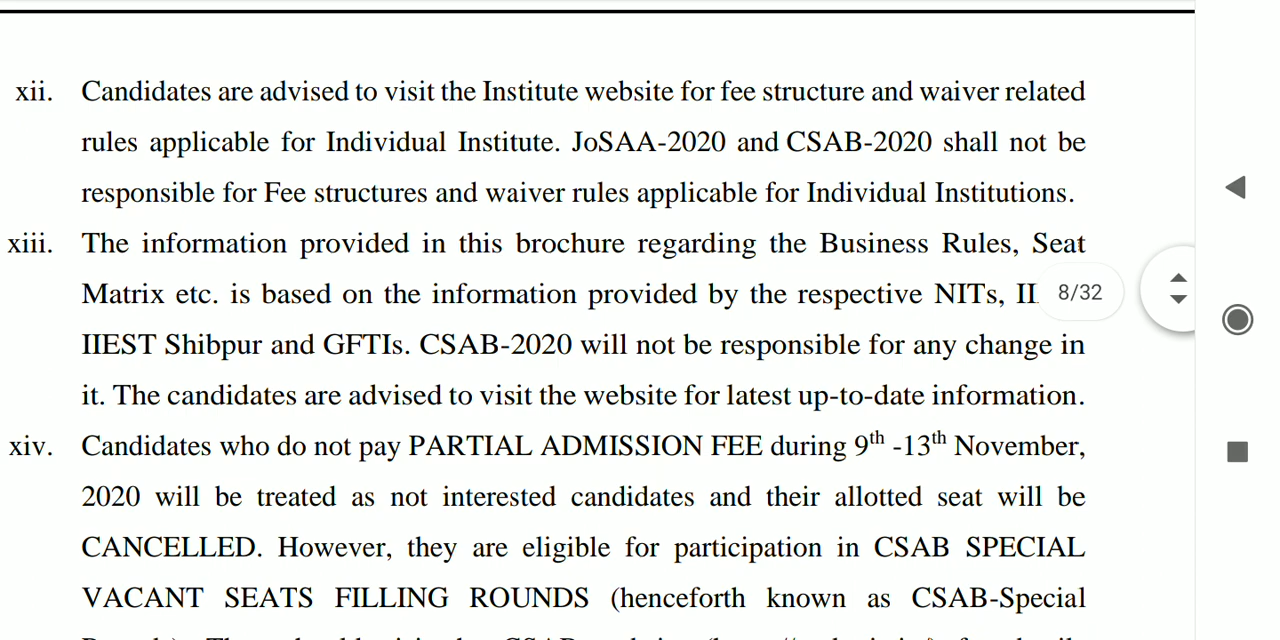 xii. Candidates are advised to visit the Institute website for fee structure and waiver related
rules applicable for Individual Institute. JoSAA-2020 and CSAB-2020 shall not be
responsible for Fee structures and waiver rules applicable for Individual Institutions.
xiii. The information provided in this brochure regarding the Business Rules, Seat
Matrix etc. is based on the information provided by the respective NITs,
8/32
IIEST Shibpur and GFTIs. CSAB-2020 will not be responsible for any change in
it. The candidates are advised to visit the website for latest up-to-date information.
xiv. Candidates who do not pay PARTIAL ADMISSION FEE during 9th -13th November,
2020 will be treated as not interested candidates and their allotted seat will be
CANCELLED. However, they are eligible for participation in CSAB SPECIAL
VACANT SEATS FILLING ROUNDS (henceforth known as CSAB-Special